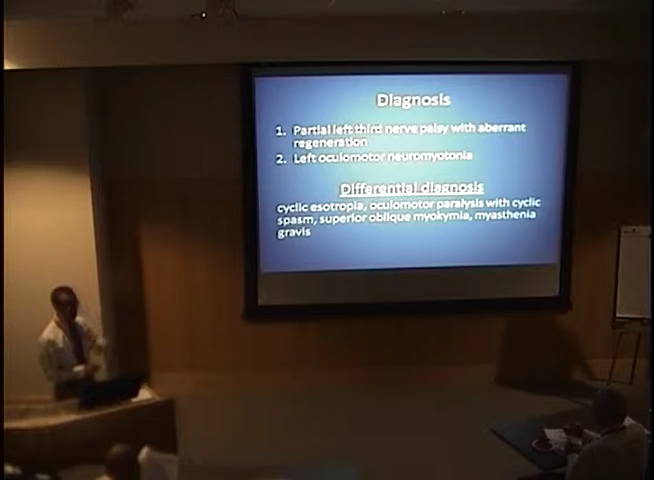 Diagnosis
1. Partial left third nerve palsy with aberrant
regeneration
2. Left oculomotor neuromyotonia
Differential diagnosis
cyclic esotropia, oculomotor paralysis with cyclic
spasm, superior oblique myokymia, myasthenia
gravis